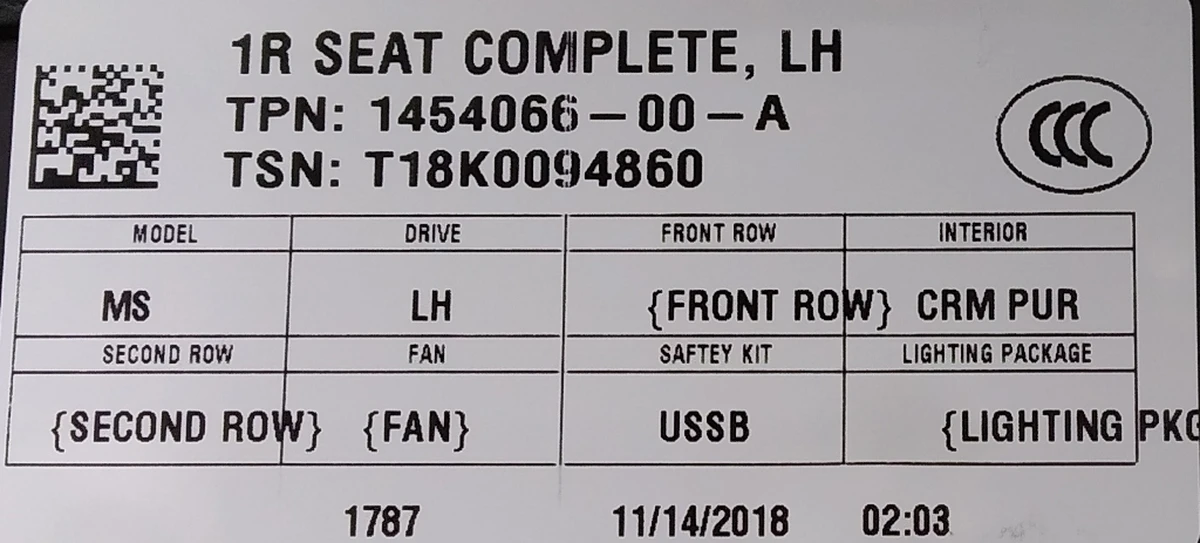 1R SEAT COMPLETE, LH
TPN: 1454066-00-A
TSN: T18K0094860
CCC
MODEL DRIVE FRONT ROW INTERIOR
MS LH {FRONT ROW} CRM PUR
SECOND ROW FAN SAFTEY KIT LIGHTING PACKAGE
{SECOND ROW} {FAN} USSB {LIGHTING PKG
1787 11/14/2018 02:03